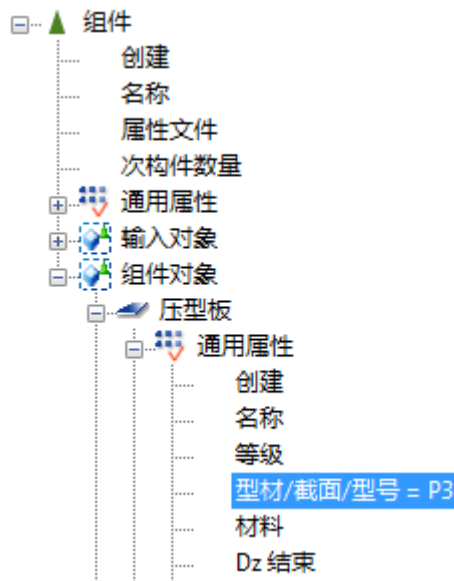 组件
创建
名称
属性文件
次构件数量
通用属性
输入对象
组件对象
压型板
通用属性
创建
名称
等级
型材/截面/型号 = P3
材料
Dz 结束